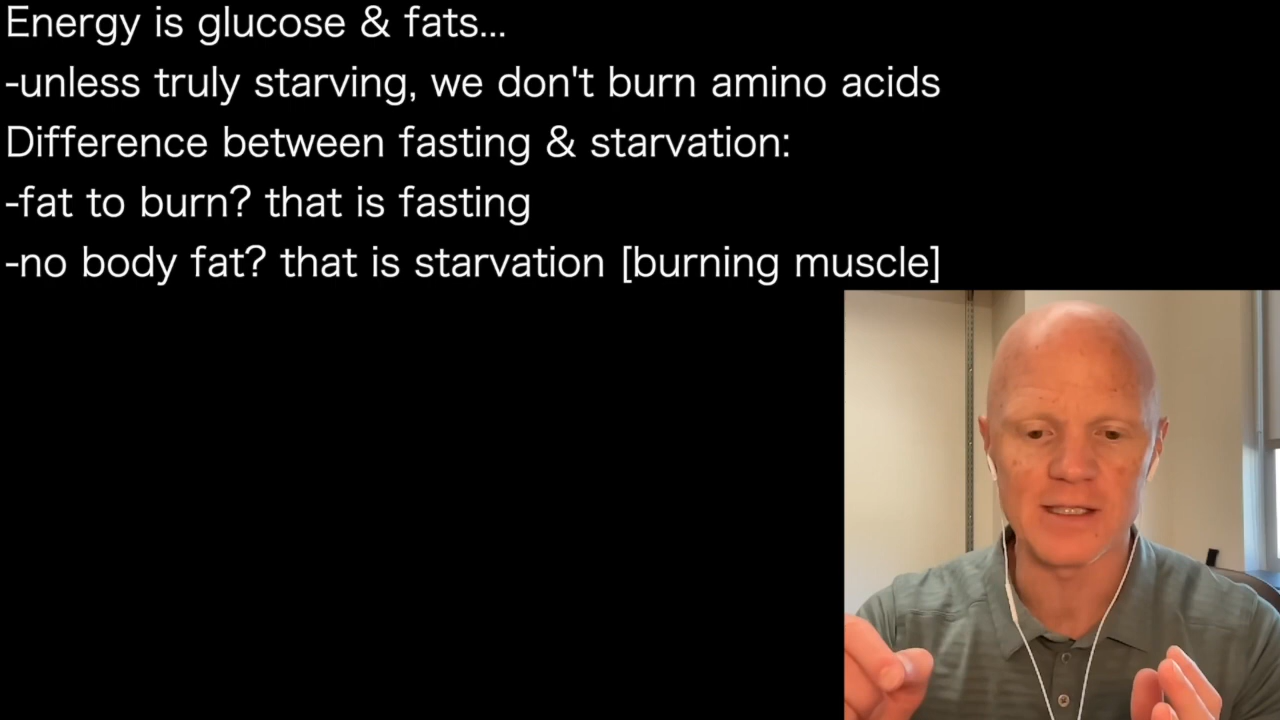 Energy is glucose & fats...
-unless truly starving, we don't burn amino acids
Difference between fasting & starvation:
-fat to burn? that is fasting
-no body fat? that is starvation [burning muscle]